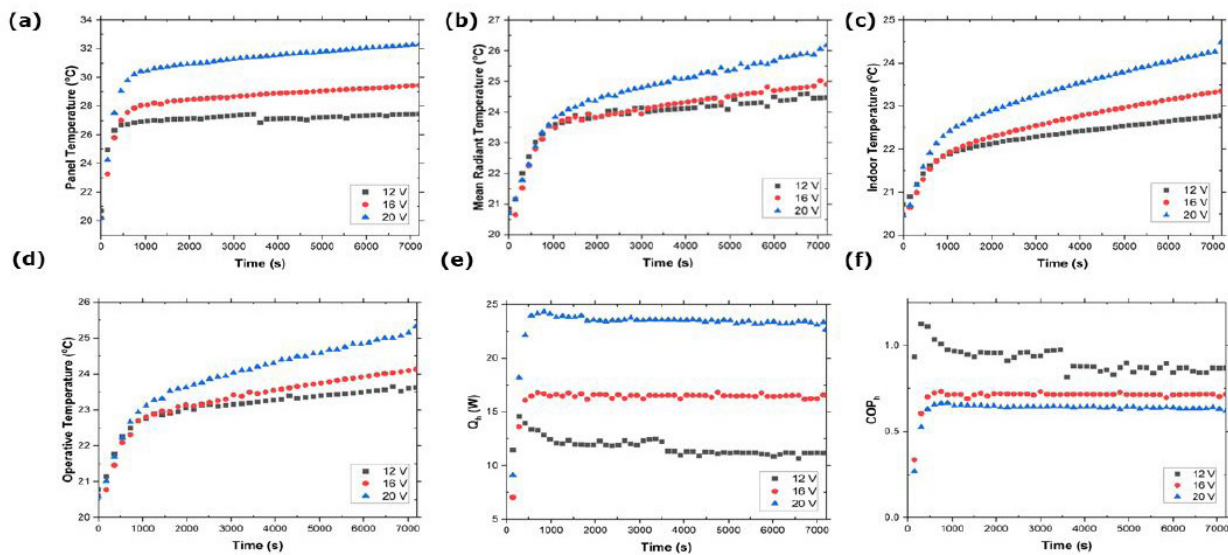 (a)
Panel Temperature (°C)
34
32
30
28
26
24
22
20
12 V
16 V
20 V
0 1000 2000 3000 4000 5000 6000 7000
Time (s)
(b)
Mean Radiant Temperature (°C)
27
26
25
24
23
22
21
20
12 V
16 V
20 V
0 1000 2000 3000 4000 5000 6000 7000
Time (s)
(c)
Indoor Temperature (°C)
25
24
23
22
21
20
12 V
16 V
20 V
0 1000 2000 3000 4000 5000 6000 7000
Time (s)
(d)
Operative Temperature (°C)
26
25
24
23
22
21
20
12 V
16 V
20 V
0 1000 2000 3000 4000 5000 6000 7000
Time (s)
(e)
Qh (W)
25
20
15
10
5
12 V
16 V
20 V
0 1000 2000 3000 4000 5000 6000 7000
Time (s)
(f)
COPh
1.0
0.5
0.0
12 V
16 V
20 V
0 1000 2000 3000 4000 5000 6000 7000
Time (s)